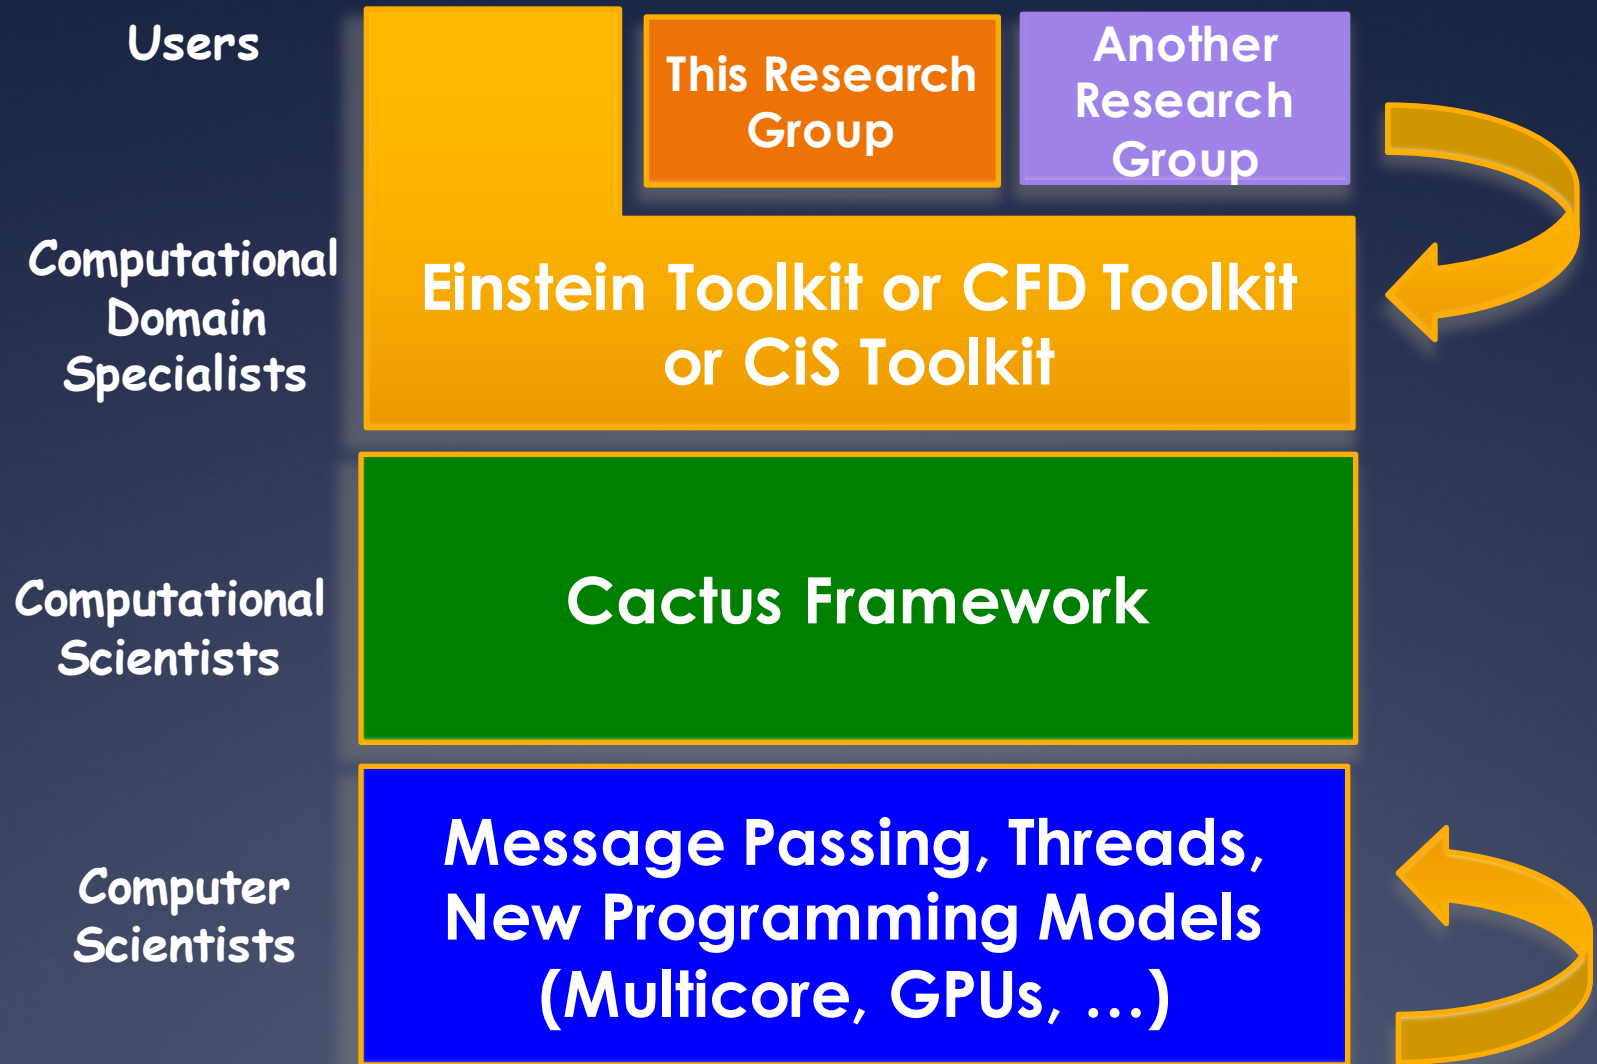 Users
This Research
Group
Another
Research
Group
Computational
Domain
Specialists
Einstein Toolkit or CFD Toolkit
or CiS Toolkit
Computational
Scientists
Cactus Framework
Computer
Scientists
Message Passing, Threads,
New Programming Models
(Multicore, GPUs, …)